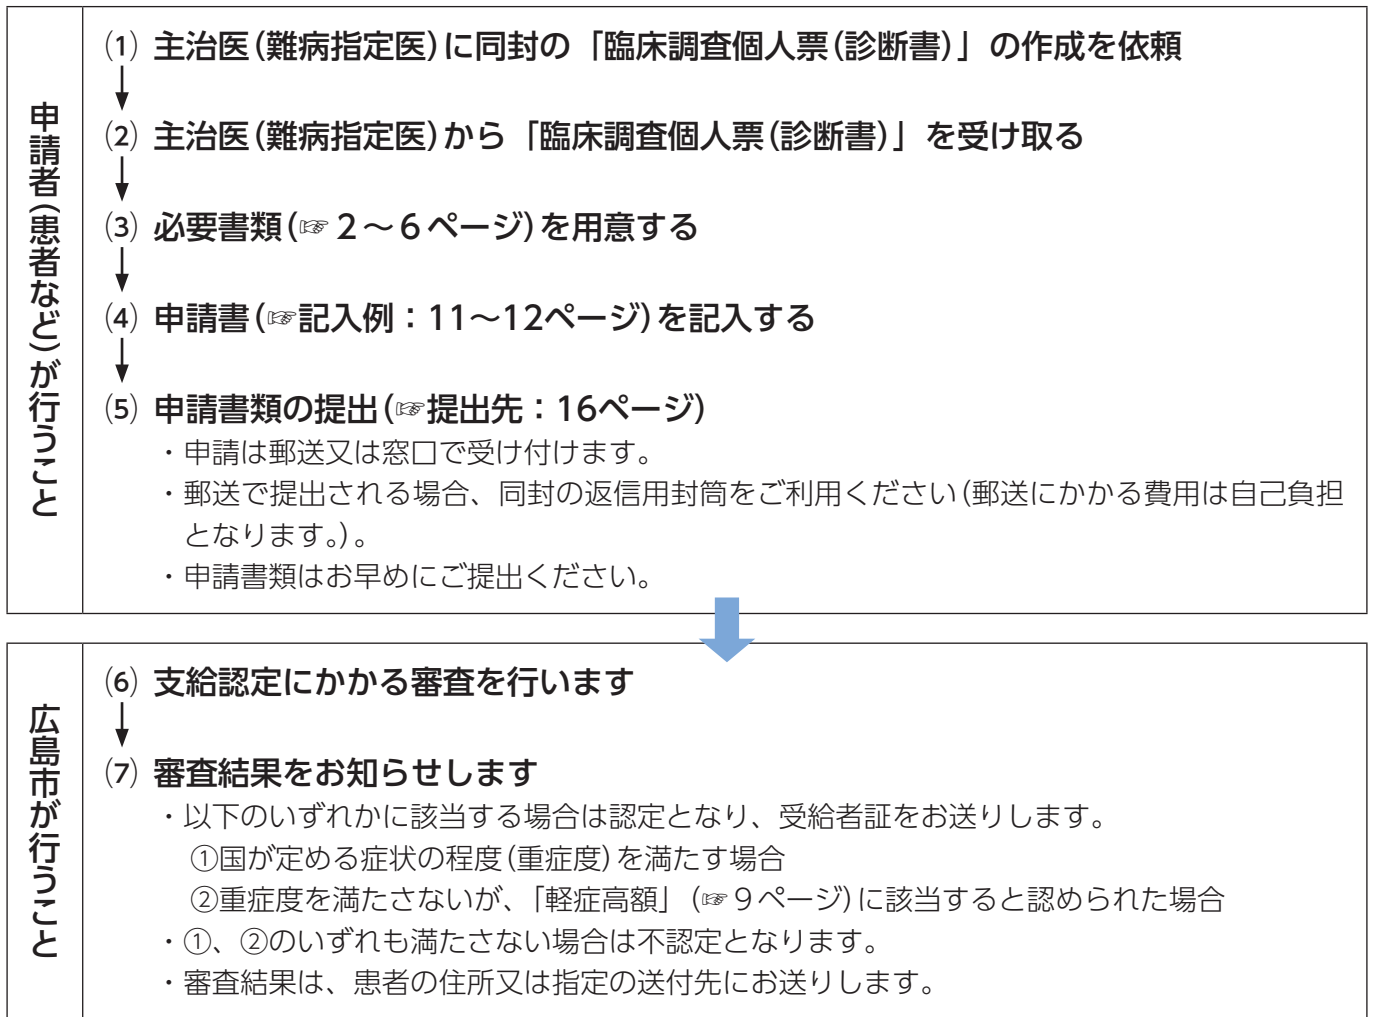 申請者(患者など)が行うこと
⑴ 主治医(難病指定医)に同封の「臨床調査個人票(診断書)」の作成を依頼
⑵ 主治医(難病指定医)から「臨床調査個人票(診断書)」を受け取る
⑶ 必要書類(☞２～６ページ)を用意する
⑷ 申請書(☞記入例：11～12ページ)を記入する
⑸ 申請書類の提出(☞提出先：16ページ)
・申請は郵送又は窓口で受け付けます。
・郵送で提出される場合、同封の返信用封筒をご利用ください(郵送にかかる費用は自己負担
となります。)。
・申請書類はお早めにご提出ください。
広島市が行うこと
⑹ 支給認定にかかる審査を行います
⑺ 審査結果をお知らせします
・以下のいずれかに該当する場合は認定となり、受給者証をお送りします。
①国が定める症状の程度(重症度)を満たす場合
②重症度を満たさないが、「軽症高額」(☞９ページ)に該当すると認められた場合
・①、②のいずれも満たさない場合は不認定となります。
・審査結果は、患者の住所又は指定の送付先にお送りします。